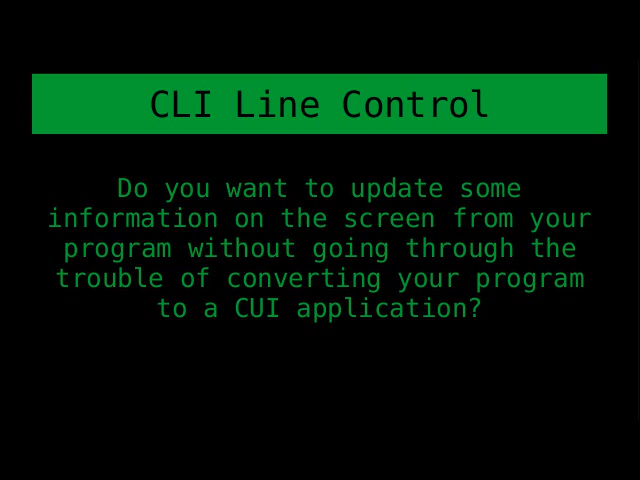 CLI Line Control
Do you want to update some
information on the screen from your
program without going through the
trouble of converting your program
to a CUI application?